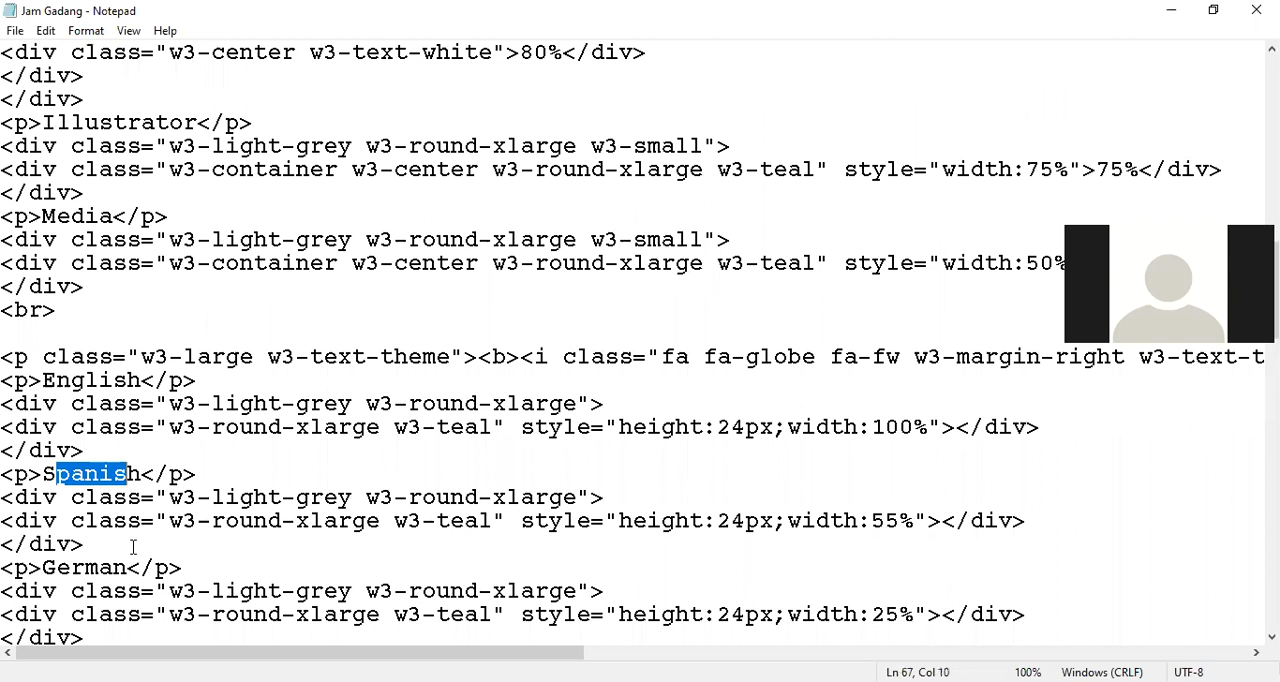 Jam Gadang - Notepad
File Edit Format View Help
<div class="w3-center w3-text-white">80%</div>
</div>
</div>
<p>Illustrator</p>
<div class="w3-light-grey w3-round-xlarge w3-small">
<div class="w3-container w3-center w3-round-xlarge w3-teal" style="width:75%">75%</div>
</div>
<p>Media</p>
<div class="w3-light-grey w3-round-xlarge w3-small">
<div class="w3-container w3-center w3-round-xlarge w3-teal" style="width:50%
</div>
<br>
<p class="w3-large w3-text-theme"><b><i class="fa fa-globe fa-fw w3-margin-right w3-text-t
<p>English</p>
<div class="w3-light-grey w3-round-xlarge">
<div class="w3-round-xlarge w3-teal" style="height:24px;width:100%"></div>
</div>
<p>Spanish</p>
<div class="w3-light-grey w3-round-xlarge">
<div class="w3-round-xlarge w3-teal" style="height:24px;width:55%"></div>
</div>
<p>German</p>
<div class="w3-light-grey w3-round-xlarge">
<div class="w3-round-xlarge w3-teal" style="height:24px;width:25%"></div>
</div>
Ln 67, Col 10 100% Windows (CRLF) UTF-8